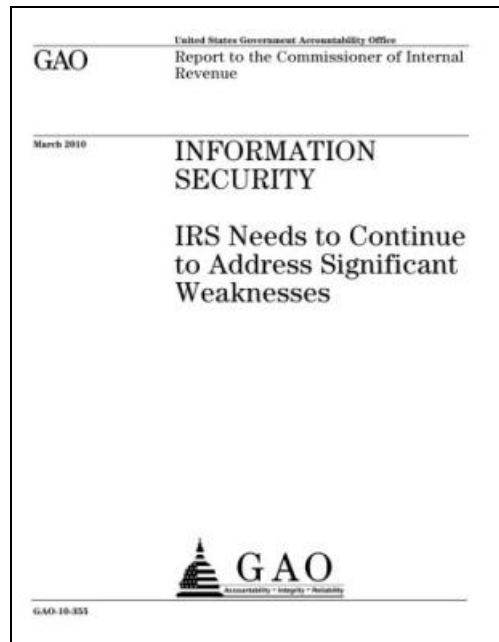 United States Government Accountability Office
GAO
Report to the Commissioner of Internal
Revenue
March 2010
INFORMATION
SECURITY
IRS Needs to Continue
to Address Significant
Weaknesses
GAO
Accountability * Integrity * Reliability
GAO-10-355